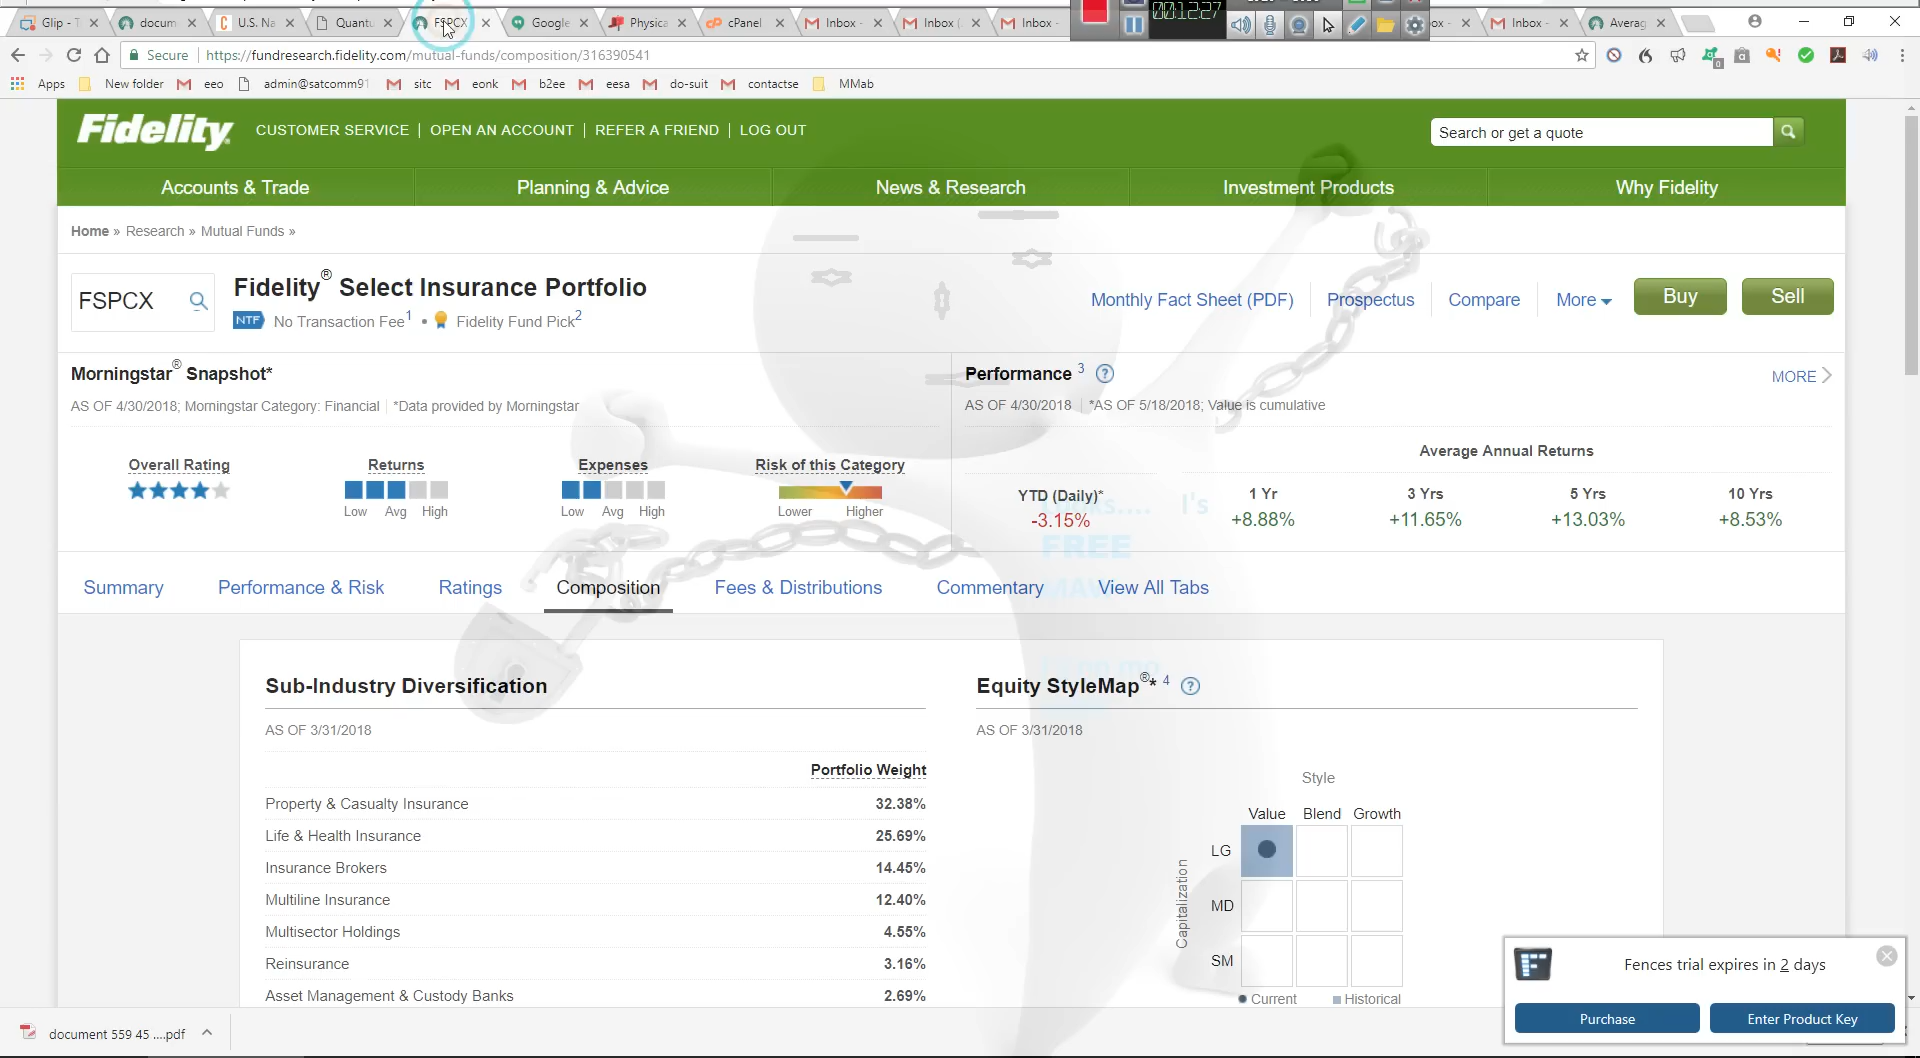 Glip - T
docum
U.S. Na
Quantu
FSPCX
Google
Physica
cPanel
Inbox -
Inbox (
Inbox -
00:12:27
ox -
Inbox -
Averag
Secure
https://fundresearch.fidelity.com/mutual-funds/composition/316390541
Apps
New folder
eeo
admin@satcomm91
sitc
eonk
b2ee
eesa
do-suit
contactse
MMab
Fidelity
CUSTOMER SERVICE | OPEN AN ACCOUNT | REFER A FRIEND | LOG OUT
Search or get a quote
Accounts & Trade
Planning & Advice
News & Research
Investment Products
Why Fidelity
Home » Research » Mutual Funds »
FSPCX
Fidelity® Select Insurance Portfolio
NTF No Transaction Fee1 • Fidelity Fund Pick2
Monthly Fact Sheet (PDF)
Prospectus
Compare
More
Buy
Sell
Morningstar® Snapshot*
AS OF 4/30/2018; Morningstar Category: Financial | *Data provided by Morningstar
Overall Rating
Returns
Low Avg High
Expenses
Low Avg High
Risk of this Category
Lower Higher
Performance 3 ?
MORE
AS OF 4/30/2018 | *AS OF 5/18/2018; Value is cumulative
Average Annual Returns
YTD (Daily)*
1 Yr
3 Yrs
5 Yrs
10 Yrs
-3.15%
+8.88%
+11.65%
+13.03%
+8.53%
I's
FREE
Summary
Performance & Risk
Ratings
Composition
Fees & Distributions
Commentary
View All Tabs
Sub-Industry Diversification
AS OF 3/31/2018
Portfolio Weight
Property & Casualty Insurance 32.38%
Life & Health Insurance 25.69%
Insurance Brokers 14.45%
Multiline Insurance 12.40%
Multisector Holdings 4.55%
Reinsurance 3.16%
Asset Management & Custody Banks 2.69%
Equity StyleMap®* 4 ?
AS OF 3/31/2018
Style
Value Blend Growth
Capitalization
LG
MD
SM
Current
Historical
Fences trial expires in 2 days
Purchase
Enter Product Key
document 559 45 ....pdf